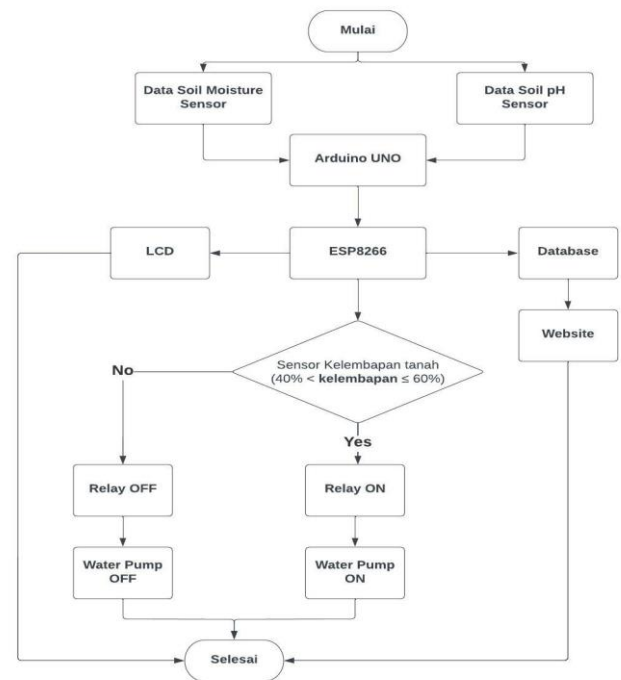 Mulai
Data Soil Moisture
Sensor
Data Soil pH
Sensor
Arduino UNO
LCD
ESP8266
Database
Website
Sensor Kelembapan tanah
(40% < kelembapan ≤ 60%)
No
Yes
Relay OFF
Relay ON
Water Pump
OFF
Water Pump
ON
Selesai